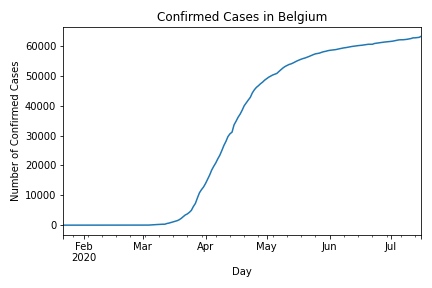 Confirmed Cases in Belgium
Number of Confirmed Cases
60000
50000
40000
30000
20000
10000
0
Feb Mar Apr May Jun Jul
2020
Day